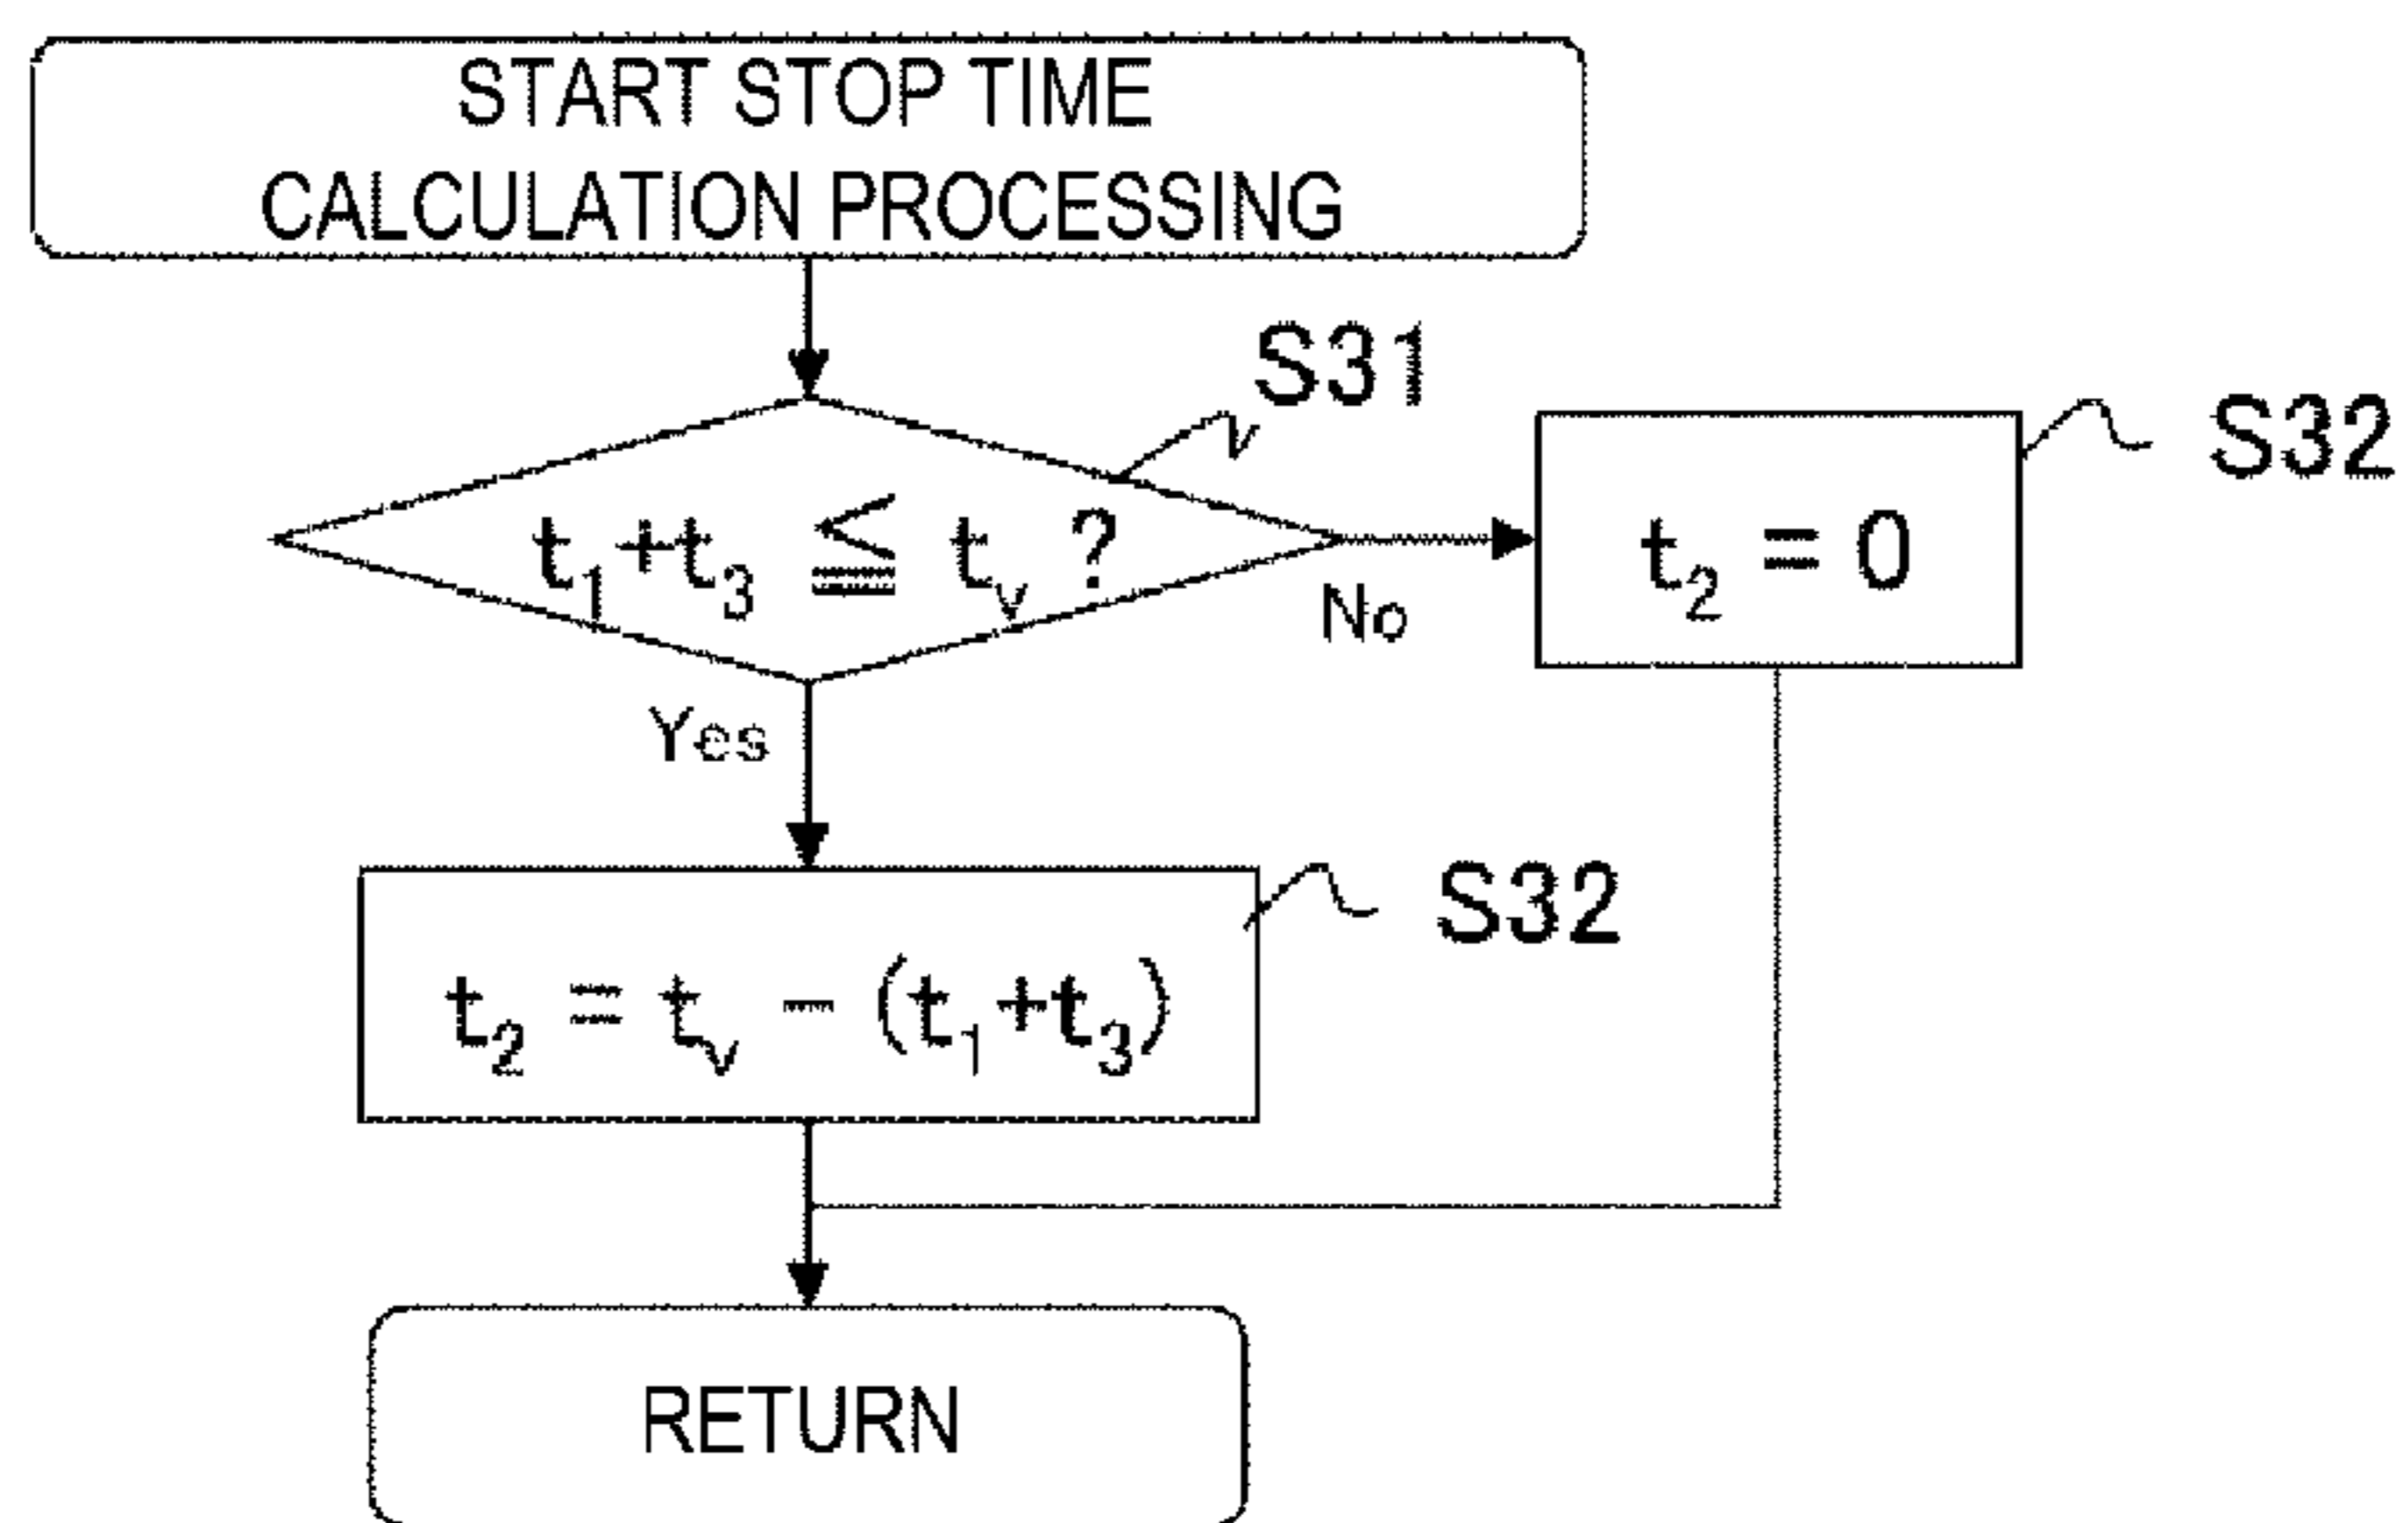 START STOP TIME
CALCULATION PROCESSING
S31
t₁+t₃ ≦ tᵥ ?
No
S32
t₂ = 0
Yes
S32
t₂ = tᵥ - (t₁+t₃)
RETURN